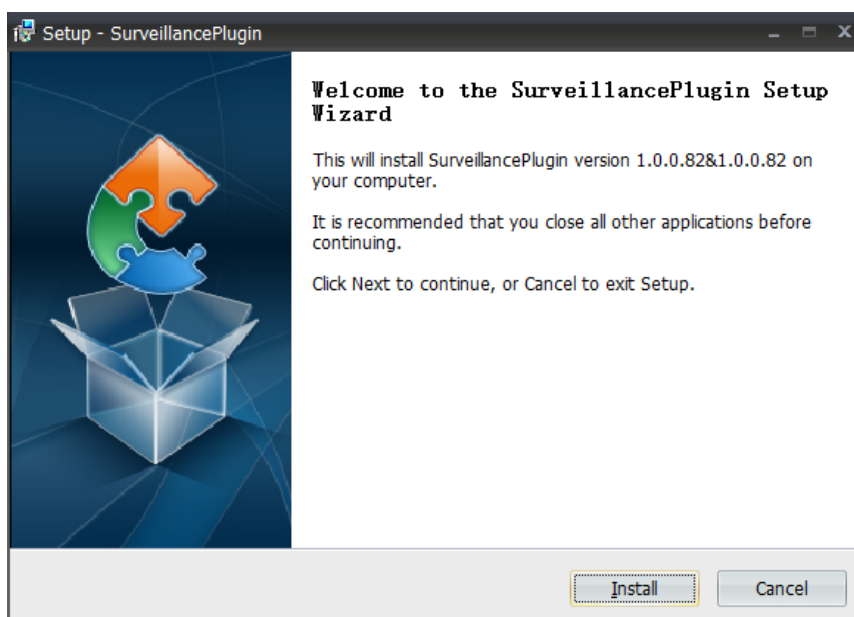 Setup - SurveillancePlugin
Welcome to the SurveillancePlugin Setup
Wizard
This will install SurveillancePlugin version 1.0.0.82&1.0.0.82 on
your computer.
It is recommended that you close all other applications before
continuing.
Click Next to continue, or Cancel to exit Setup.
Install
Cancel